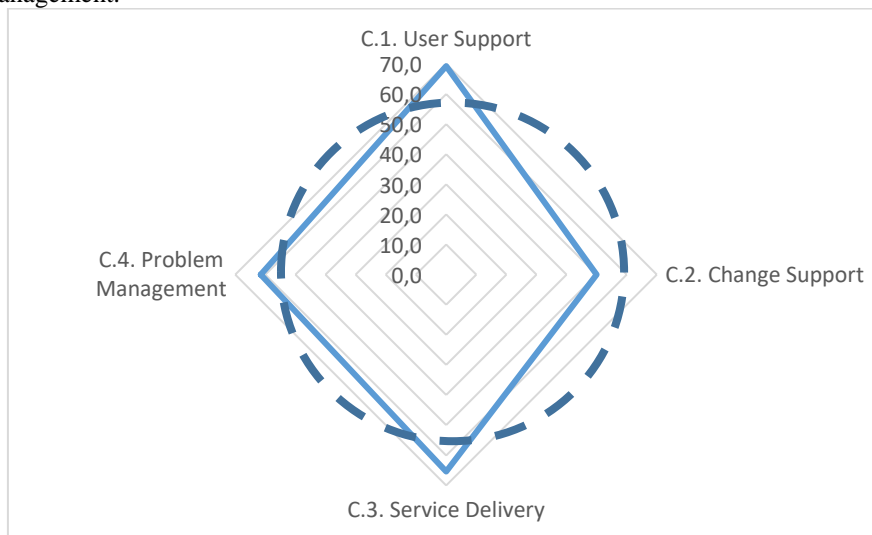 anagement.
C.1. User Support
70,0
60,0
50,0
40,0
30,0
20,0
10,0
0,0
C.4. Problem
Management
C.2. Change Support
C.3. Service Delivery